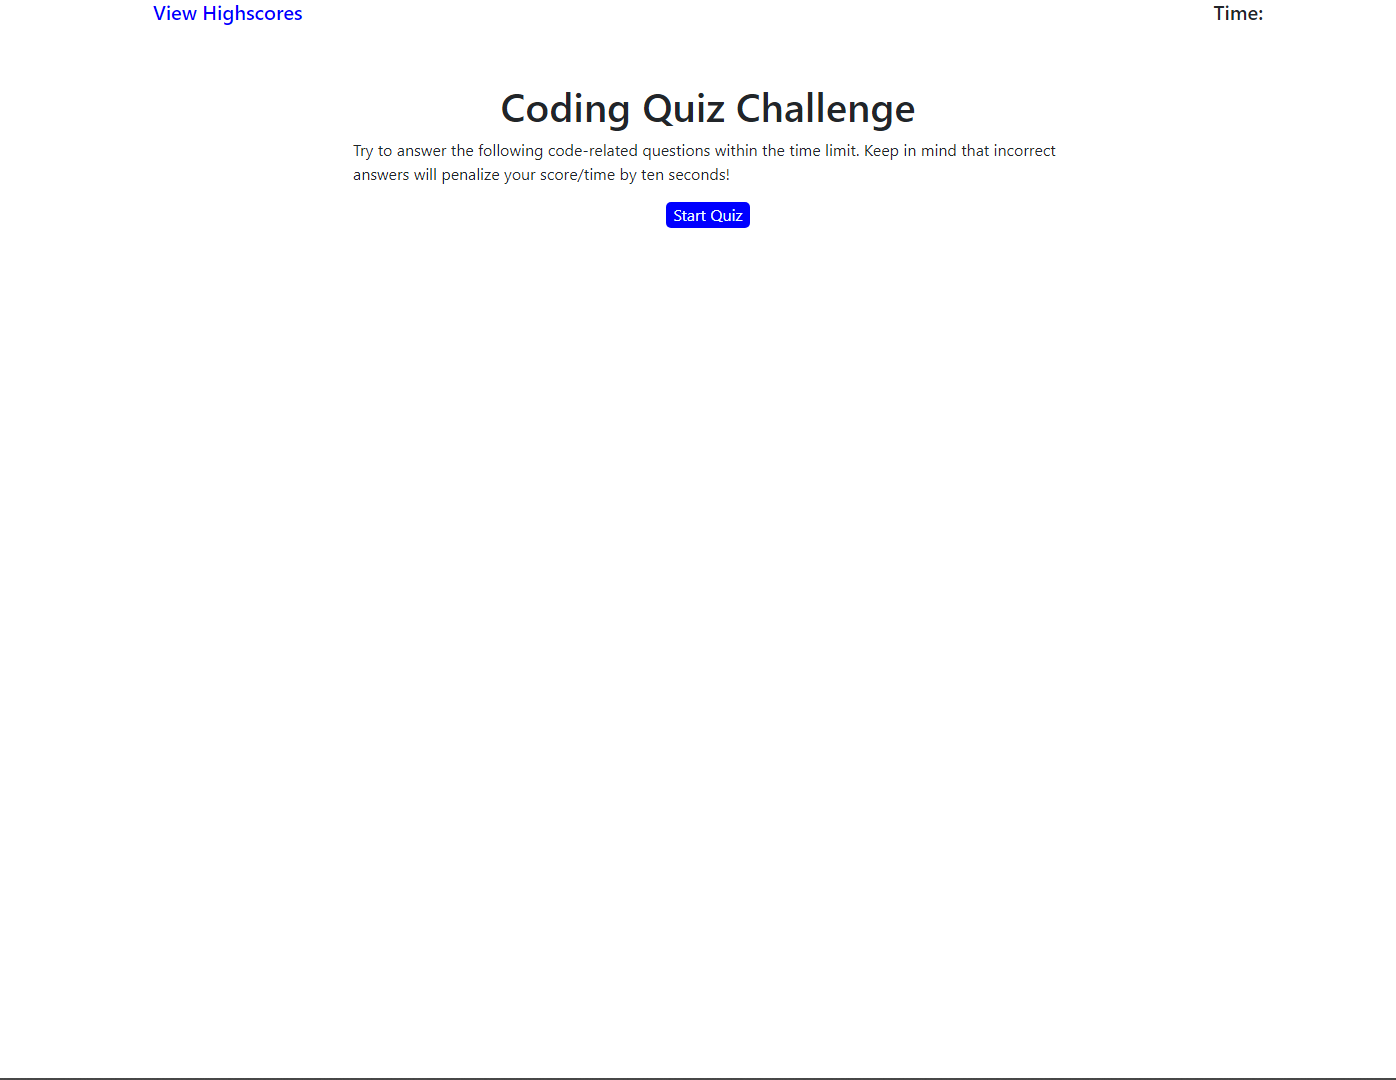 View Highscores
Time:
Coding Quiz Challenge
Try to answer the following code-related questions within the time limit. Keep in mind that incorrect
answers will penalize your score/time by ten seconds!
Start Quiz